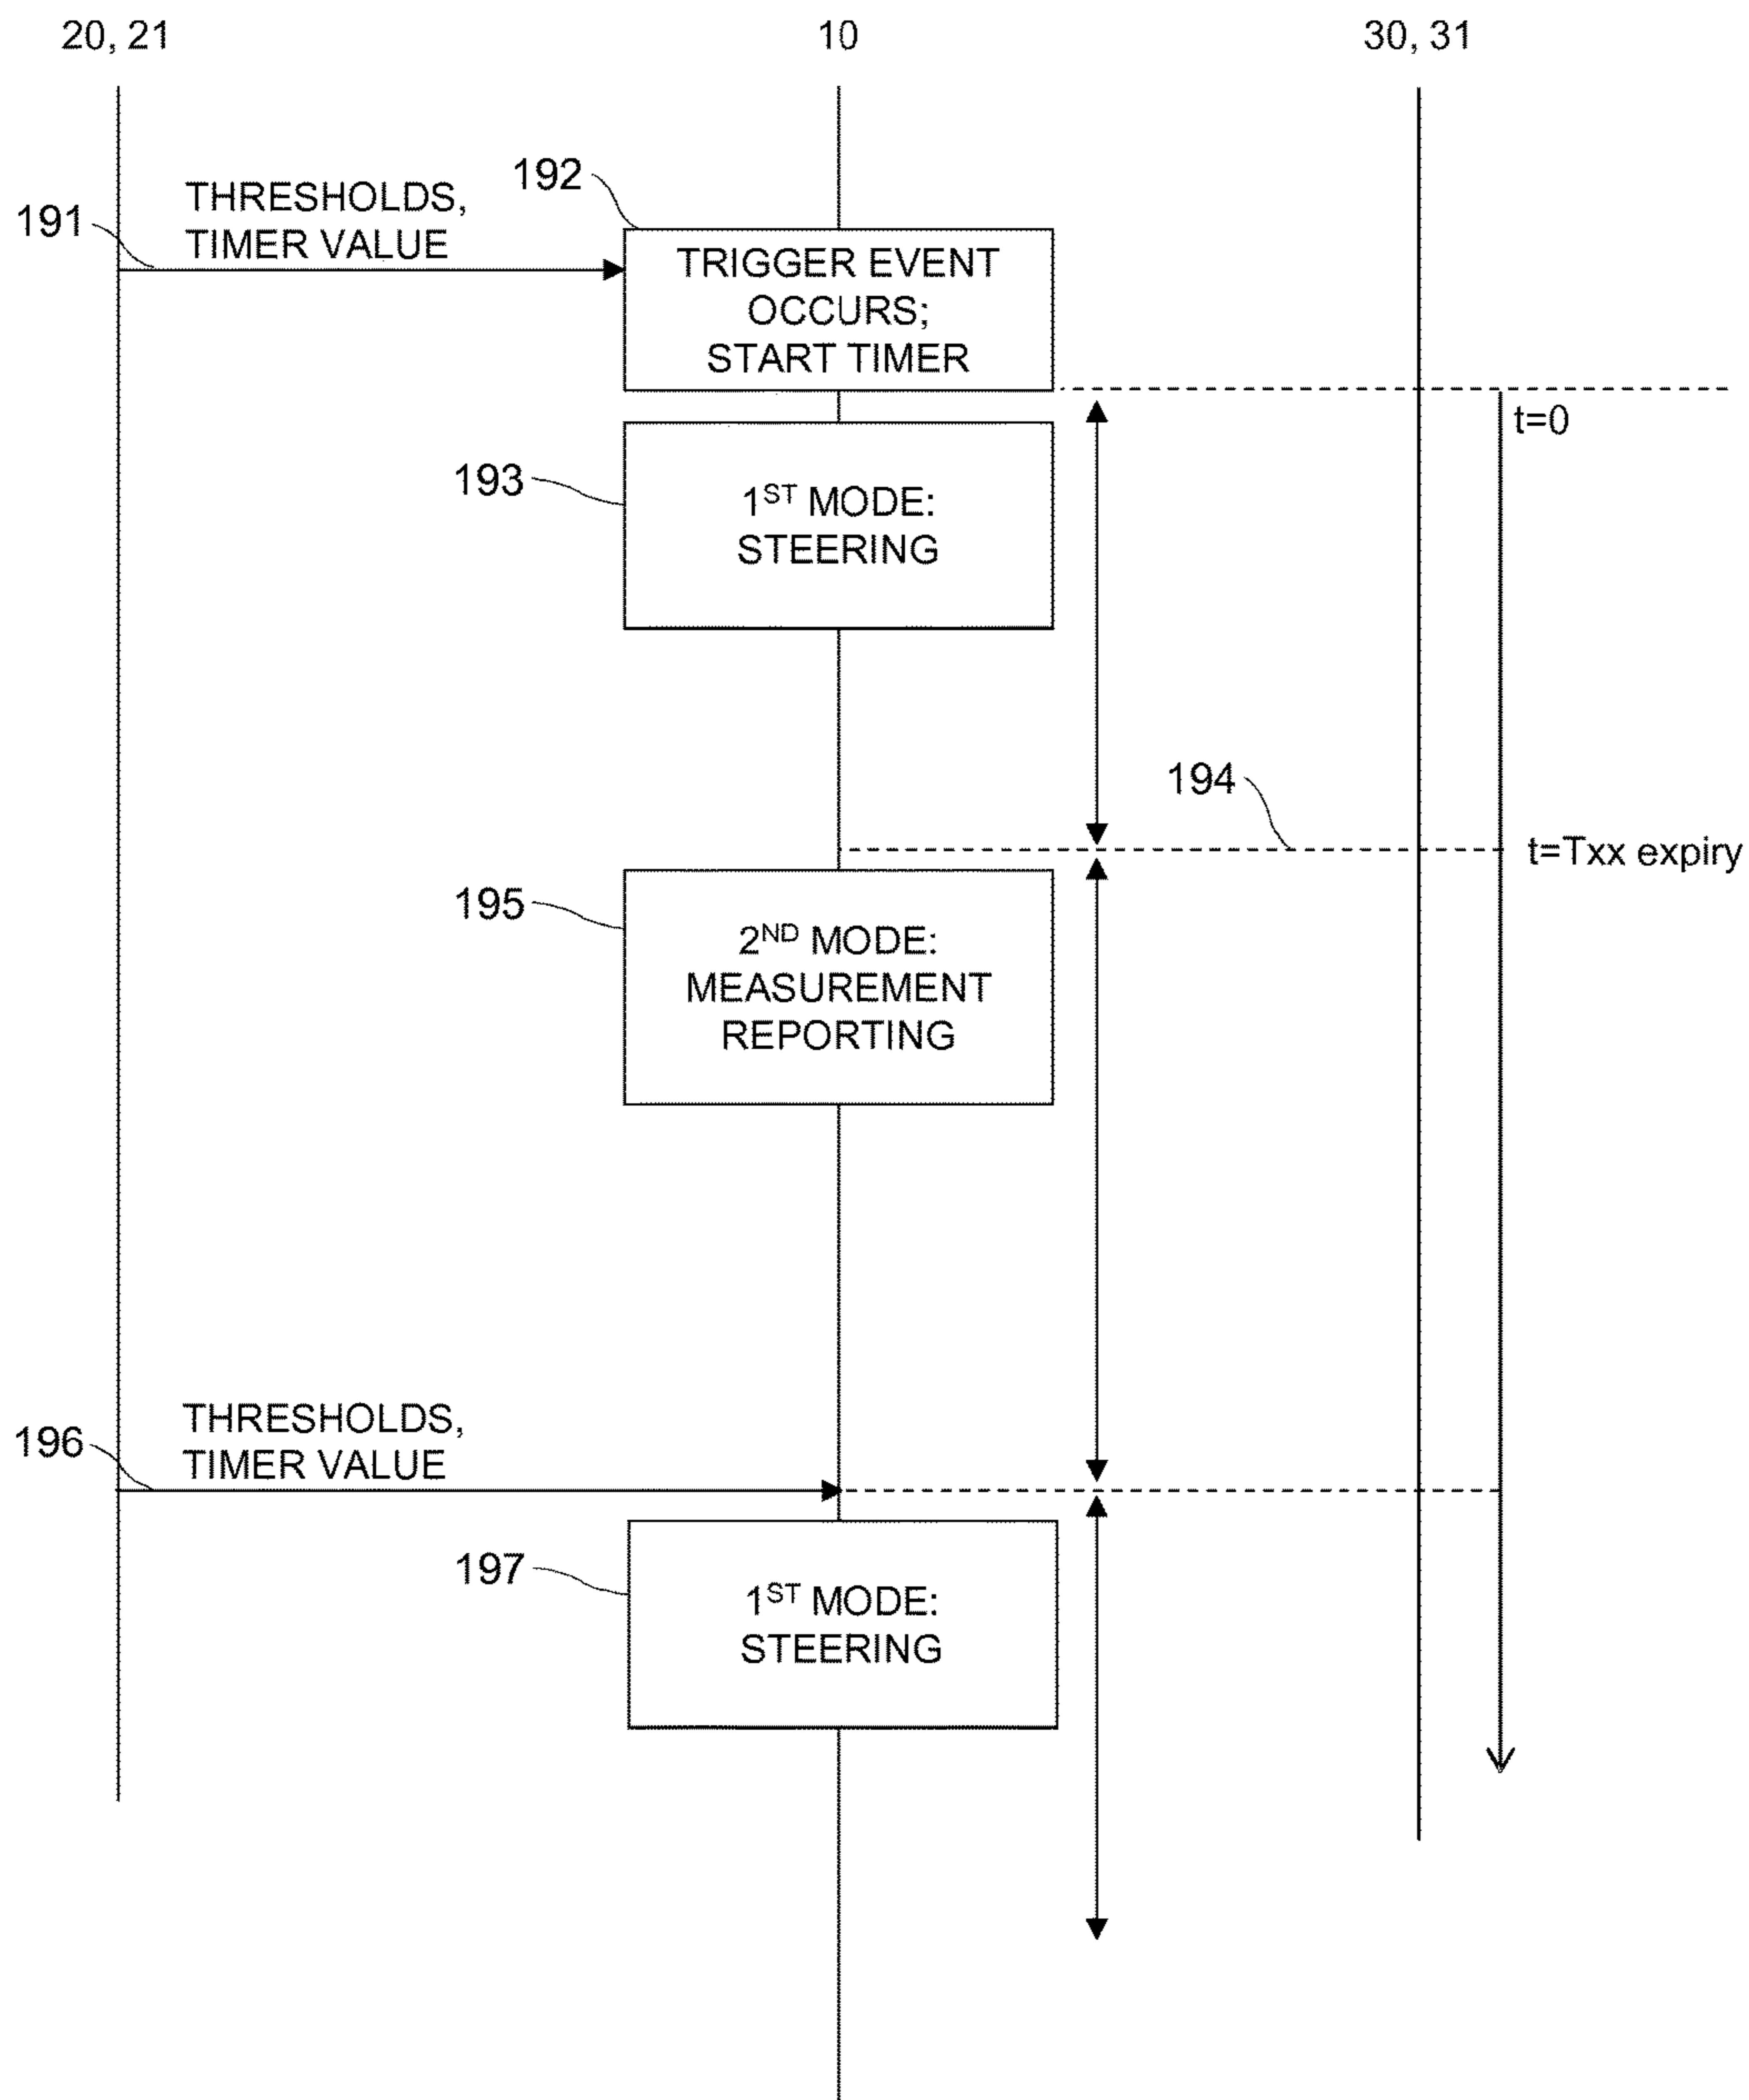 20, 21
10
30, 31
191
THRESHOLDS,
TIMER VALUE
192
TRIGGER EVENT
OCCURS;
START TIMER
t=0
193
1ST MODE:
STEERING
194
t=Txx expiry
195
2ND MODE:
MEASUREMENT
REPORTING
196
THRESHOLDS,
TIMER VALUE
197
1ST MODE:
STEERING